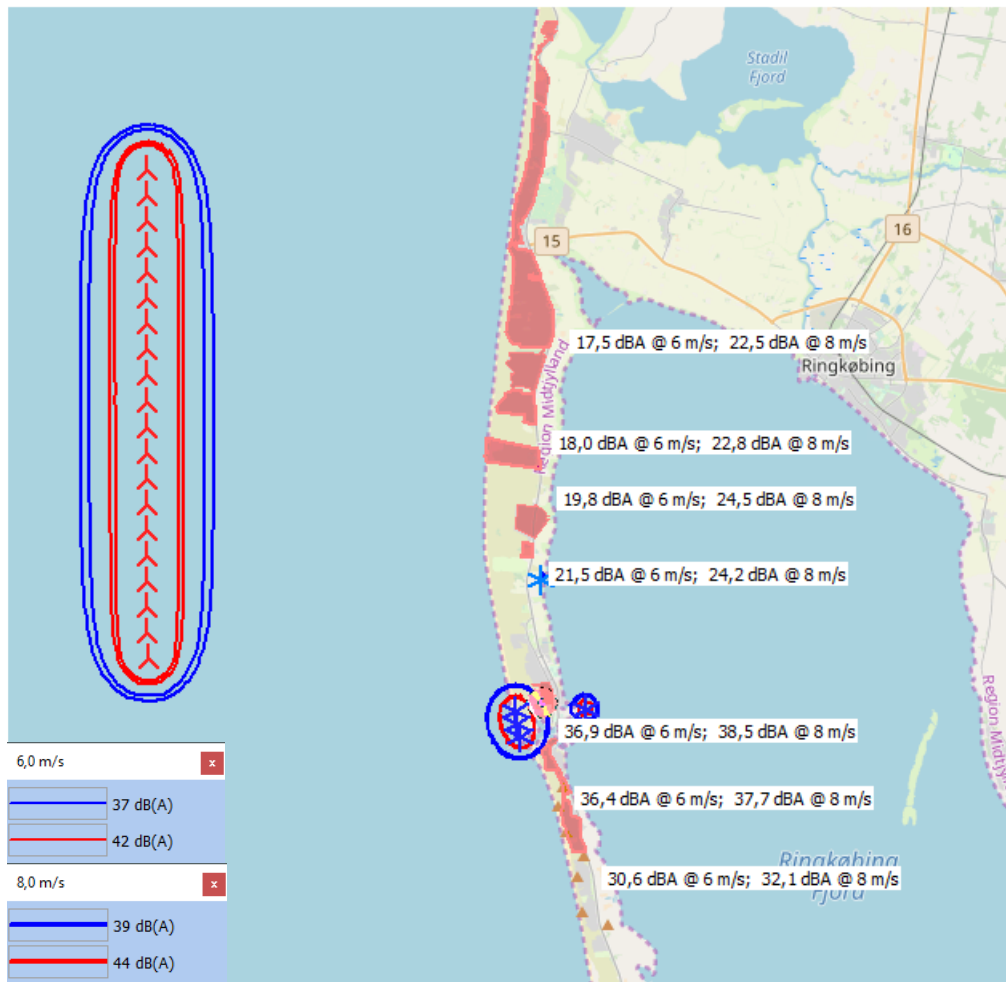 Stadil
Fjord
16
15
17,5 dBA @ 6 m/s;  22,5 dBA @ 8 m/s
Ringkøbing
Region Midtjylland
18,0 dBA @ 6 m/s;  22,8 dBA @ 8 m/s
19,8 dBA @ 6 m/s;  24,5 dBA @ 8 m/s
21,5 dBA @ 6 m/s;  24,2 dBA @ 8 m/s
36,9 dBA @ 6 m/s;  38,5 dBA @ 8 m/s
36,4 dBA @ 6 m/s;  37,7 dBA @ 8 m/s
Ringkøbing
Fjord
30,6 dBA @ 6 m/s;  32,1 dBA @ 8 m/s
Region
6,0 m/s
x
37 dB(A)
42 dB(A)
8,0 m/s
x
39 dB(A)
44 dB(A)